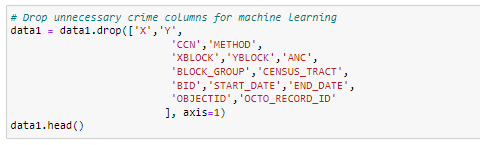 # Drop unnecessary crime columns for machine learning
data1 = data1.drop(['X','Y',
'CCN','METHOD',
'XBLOCK','YBLOCK','ANC',
'BLOCK_GROUP','CENSUS_TRACT',
'BID','START_DATE','END_DATE',
'OBJECTID','OCTO_RECORD_ID'
], axis=1)
data1.head()